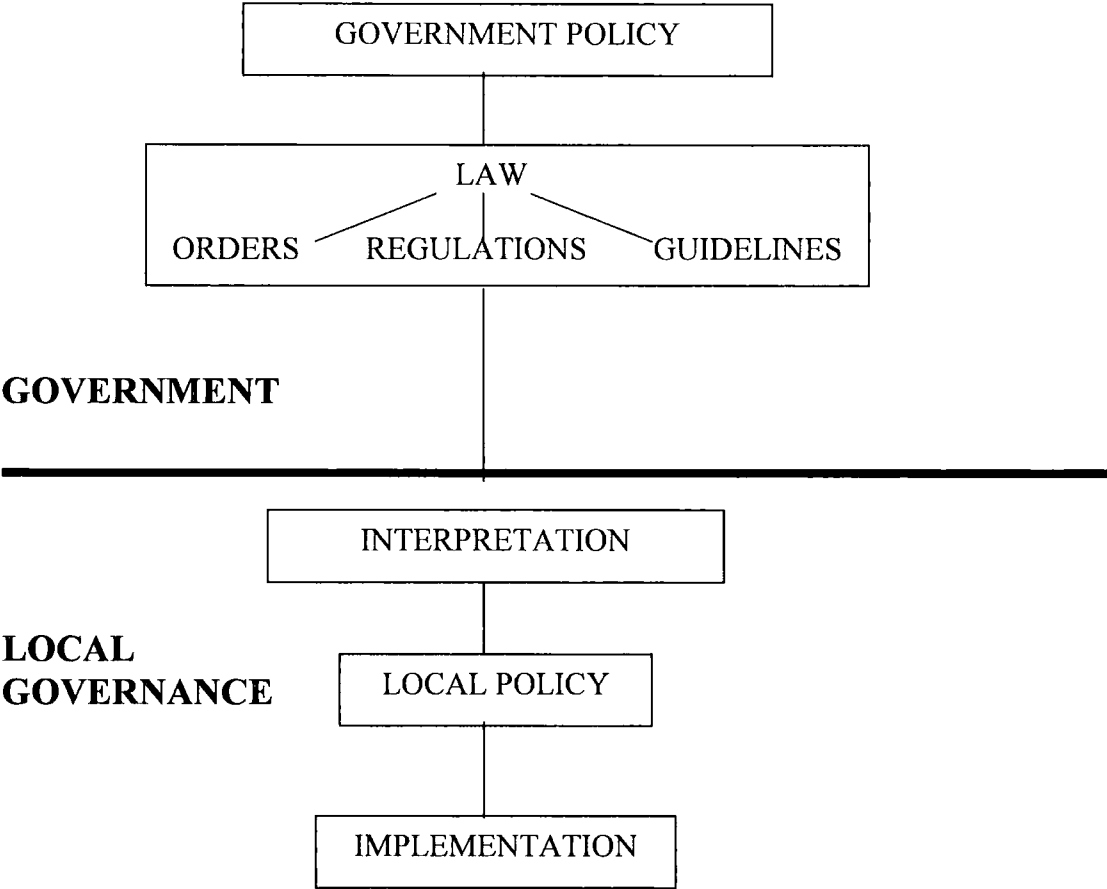 GOVERNMENT POLICY
LAW
ORDERS REGULATIONS GUIDELINES
GOVERNMENT
INTERPRETATION
LOCAL
GOVERNANCE
LOCAL POLICY
IMPLEMENTATION